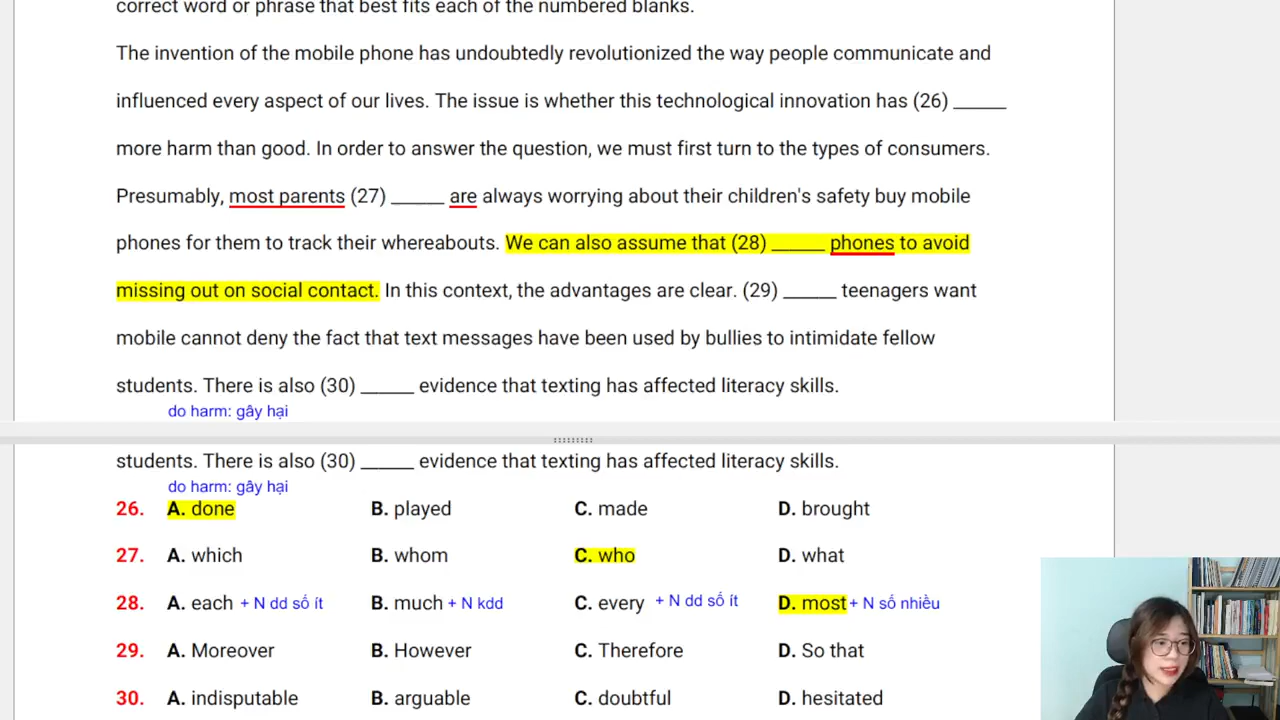 correct word or phrase that best fits each of the numbered blanks.
The invention of the mobile phone has undoubtedly revolutionized the way people communicate and
influenced every aspect of our lives. The issue is whether this technological innovation has (26) _____
more harm than good. In order to answer the question, we must first turn to the types of consumers.
Presumably, most parents (27) _____ are always worrying about their children's safety buy mobile
phones for them to track their whereabouts. We can also assume that (28) _____ phones to avoid
missing out on social contact. In this context, the advantages are clear. (29) _____ teenagers want
mobile cannot deny the fact that text messages have been used by bullies to intimidate fellow
students. There is also (30) _____ evidence that texting has affected literacy skills.
do harm: gây hại
students. There is also (30) _____ evidence that texting has affected literacy skills.
do harm: gây hại
26. A. done B. played C. made D. brought
27. A. which B. whom C. who D. what
28. A. each + N dd số ít B. much + N kdd C. every + N dd số ít D. most + N số nhiều
29. A. Moreover B. However C. Therefore D. So that
30. A. indisputable B. arguable C. doubtful D. hesitated